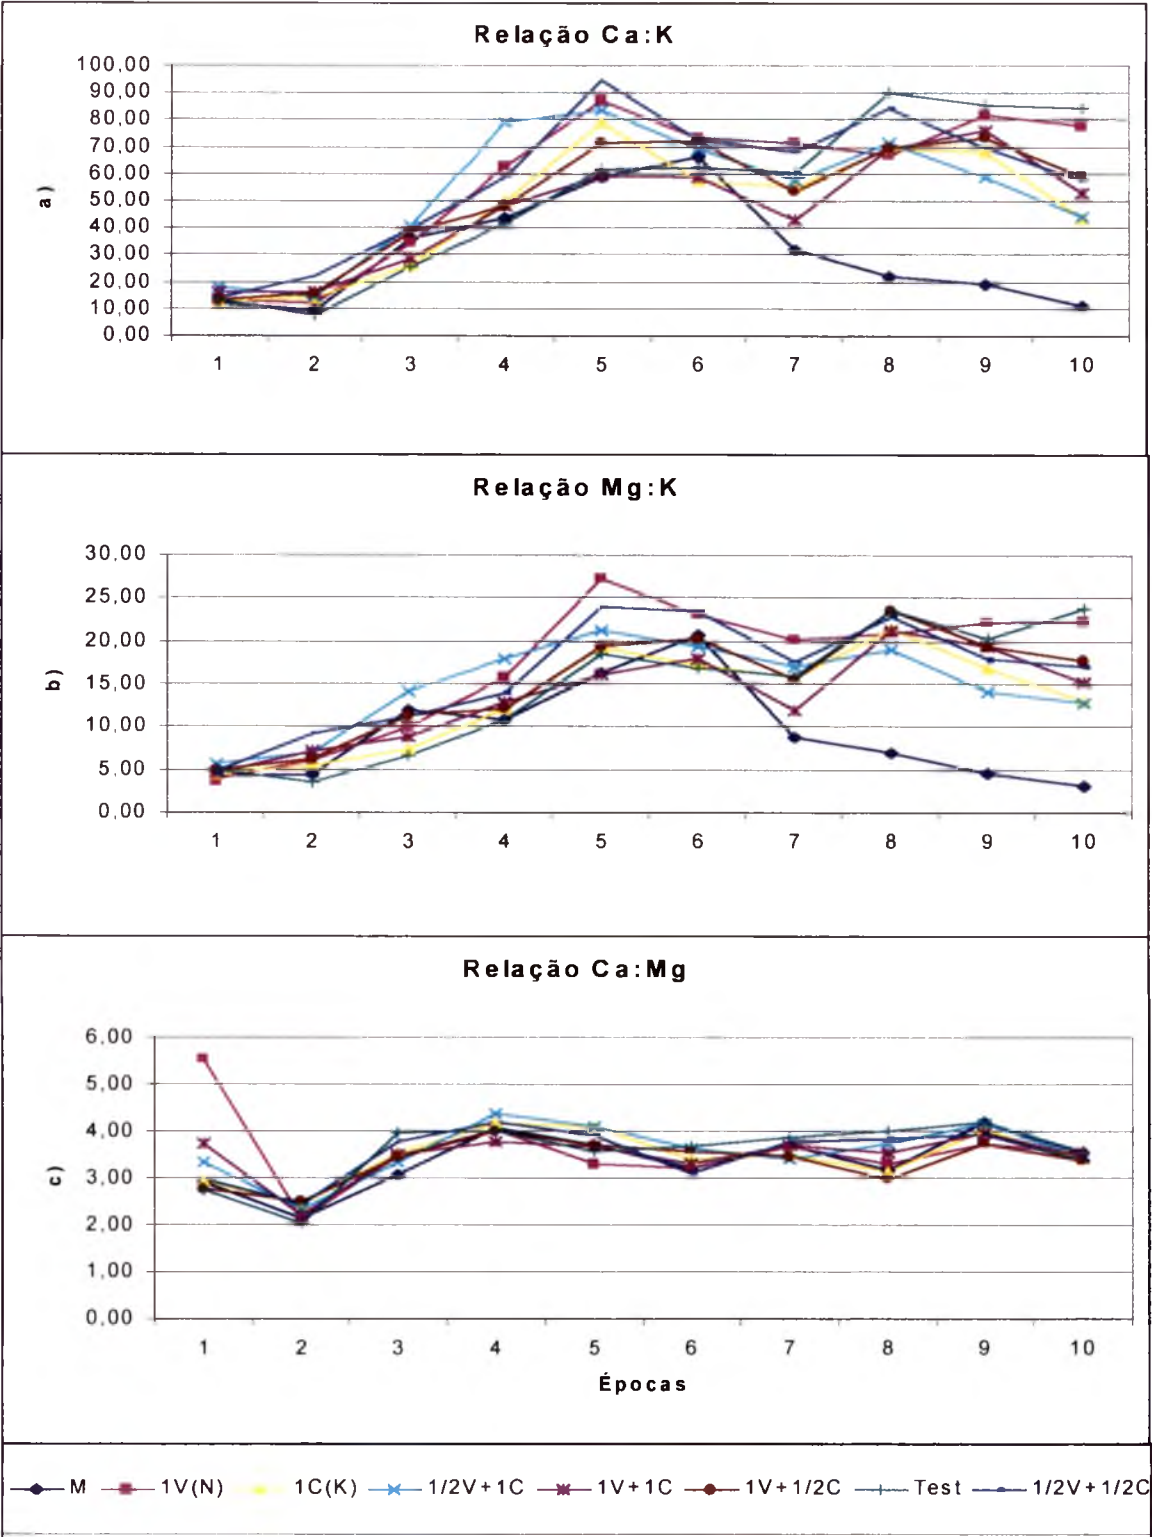 Relação Ca:K
a)
100,00
90,00
80,00
70,00
60,00
50,00
40,00
30,00
20,00
10,00
0,00
1 2 3 4 5 6 7 8 9 10
Relação Mg:K
b)
30,00
25,00
20,00
15,00
10,00
5,00
0,00
1 2 3 4 5 6 7 8 9 10
Relação Ca:Mg
c)
6,00
5,00
4,00
3,00
2,00
1,00
0,00
1 2 3 4 5 6 7 8 9 10
Épocas
M 1V(N) 1C(K) 1/2V+1C 1V+1C 1V+1/2C Test 1/2V+1/2C